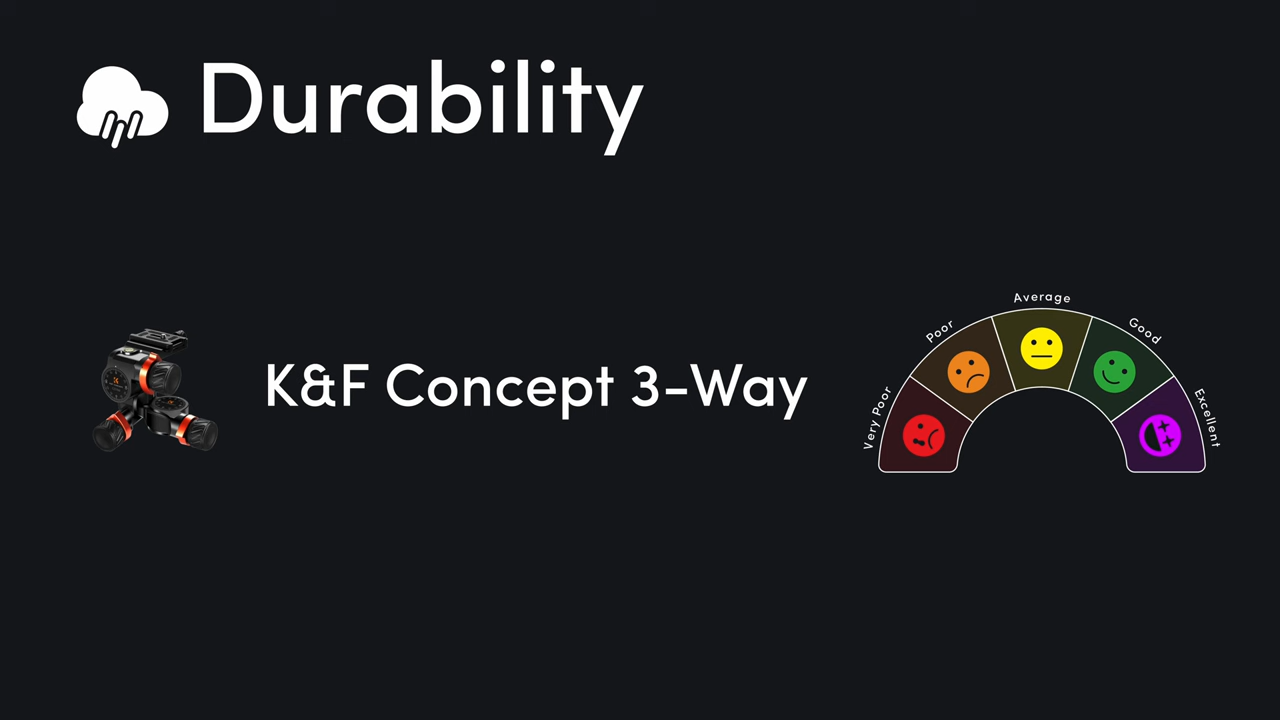 Durability
K&F Concept 3-Way
Very Poor
Poor
Average
Good
Excellent